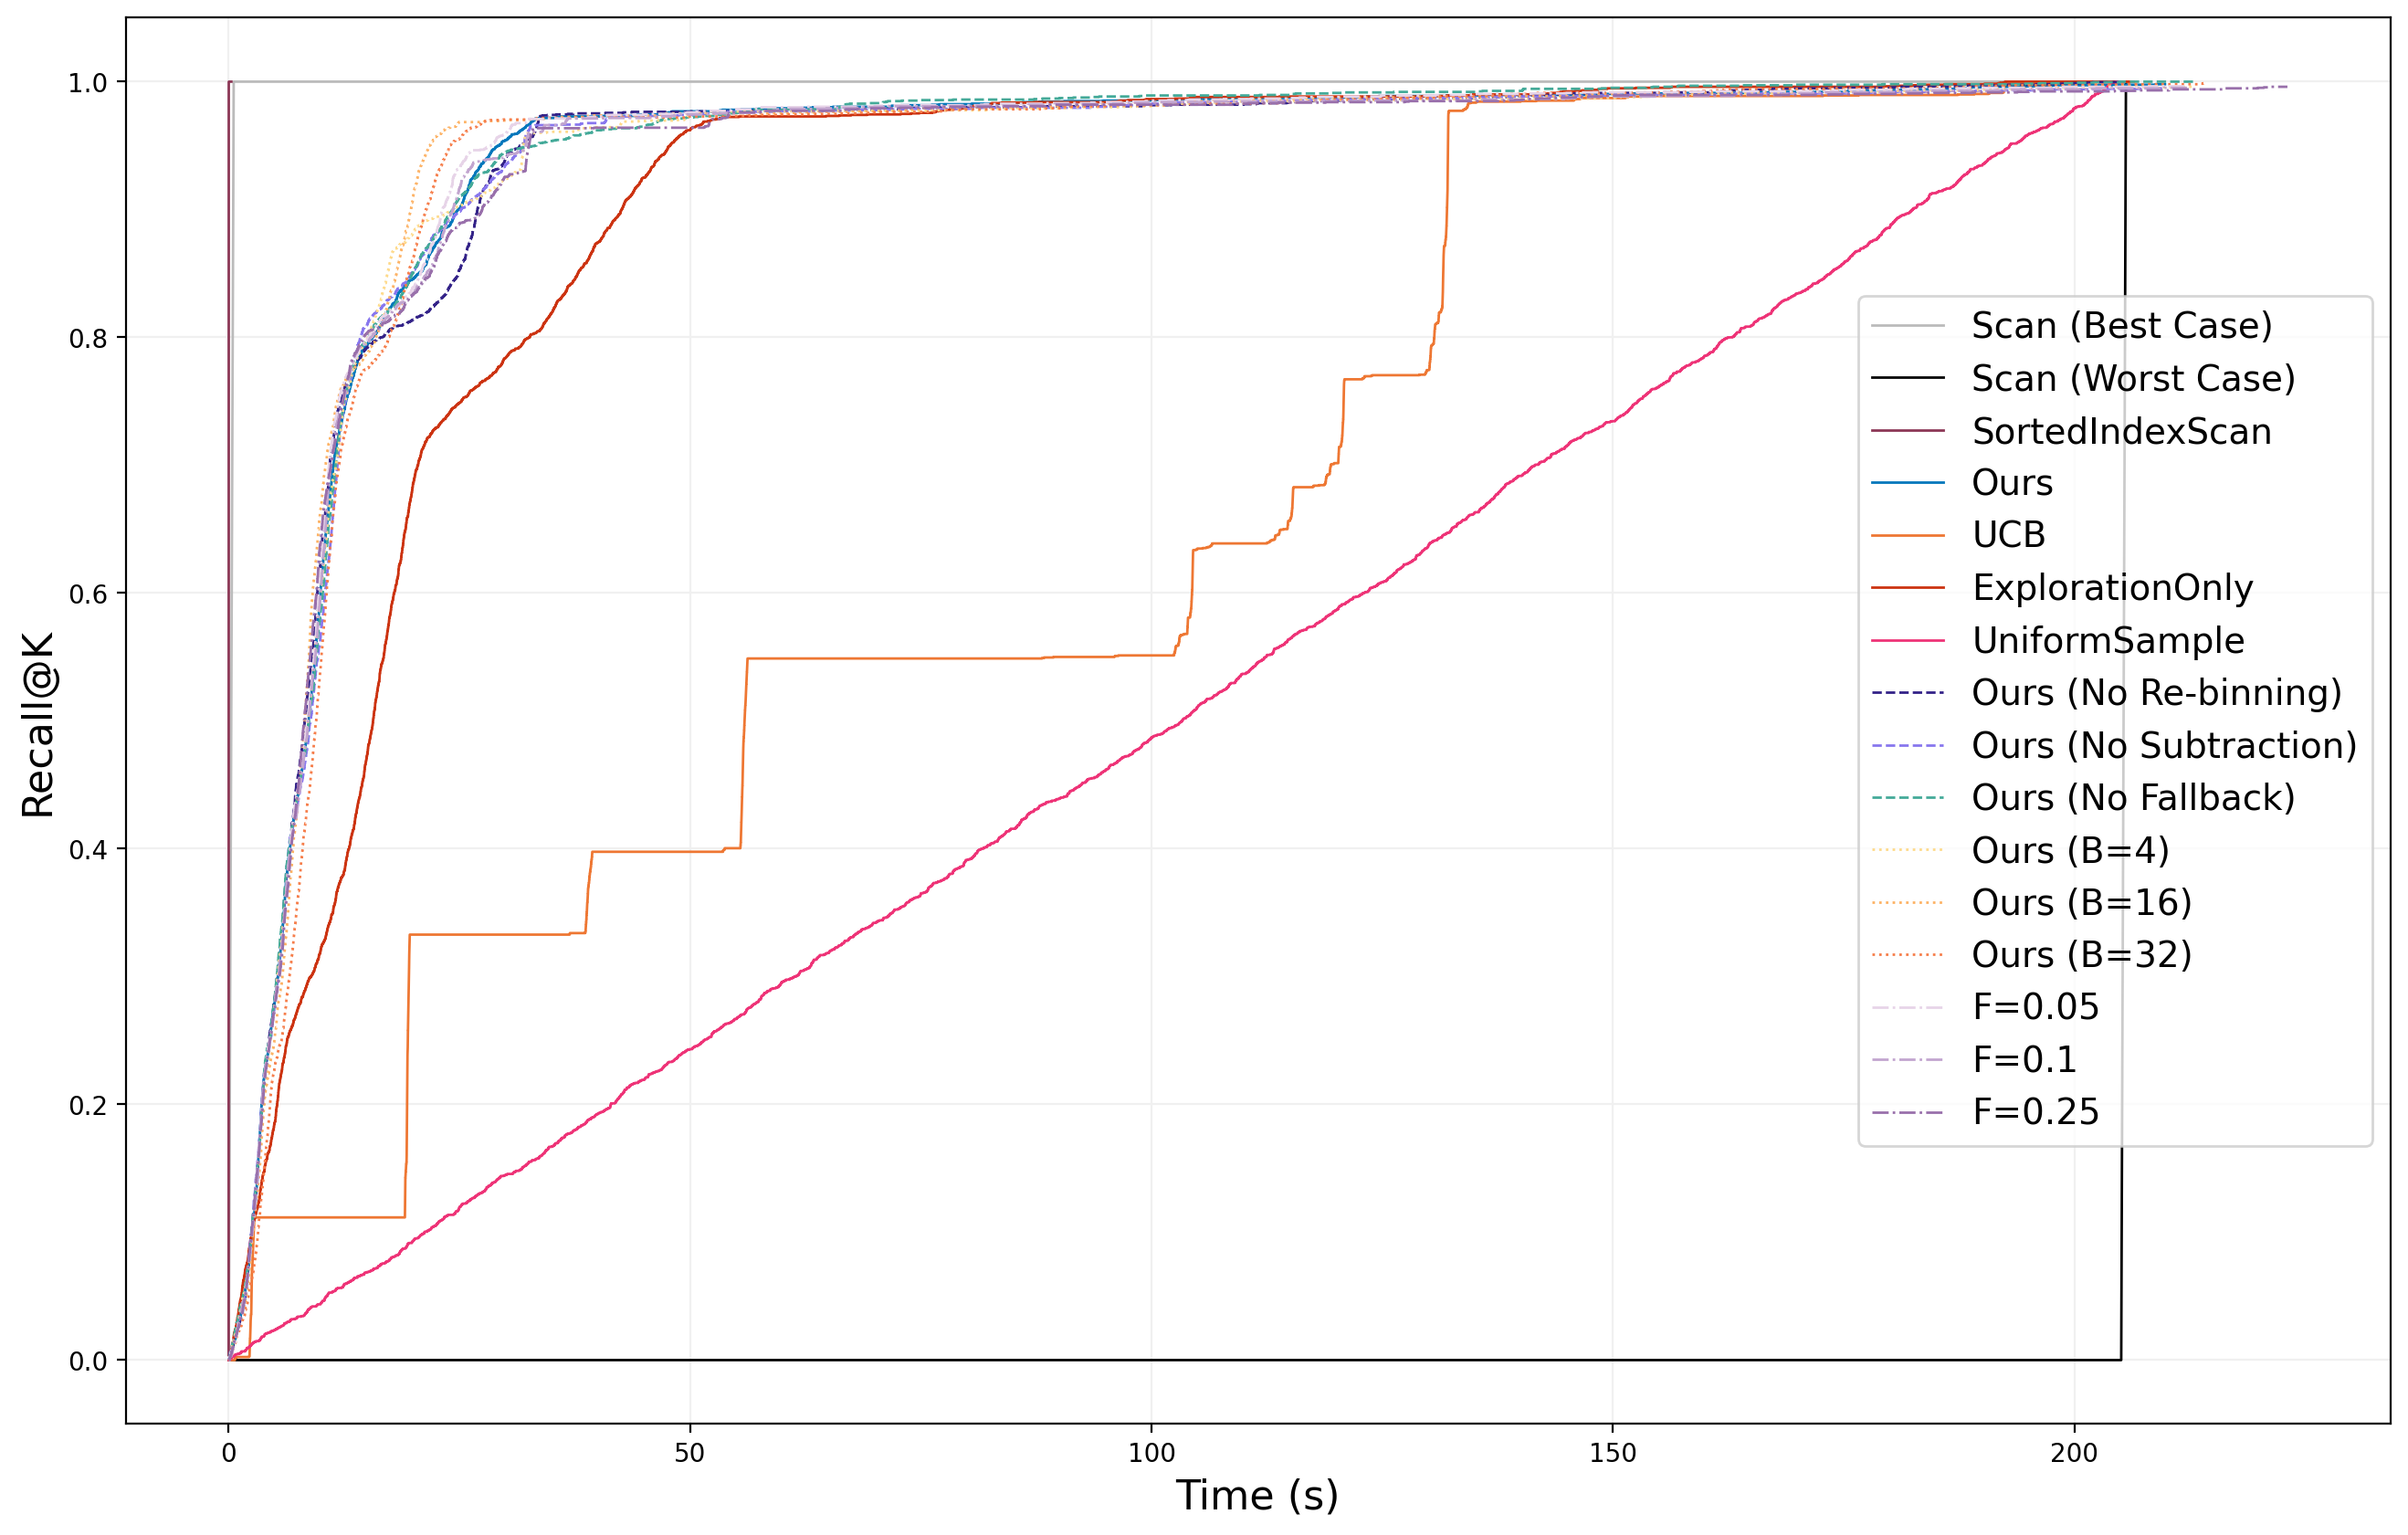 1.0
0.8
0.6
0.4
0.2
0.0
Recall@K
0
50
100
150
200
Time (s)
Scan (Best Case)
Scan (Worst Case)
SortedIndexScan
Ours
UCB
ExplorationOnly
UniformSample
Ours (No Re-binning)
Ours (No Subtraction)
Ours (No Fallback)
Ours (B=4)
Ours (B=16)
Ours (B=32)
F=0.05
F=0.1
F=0.25